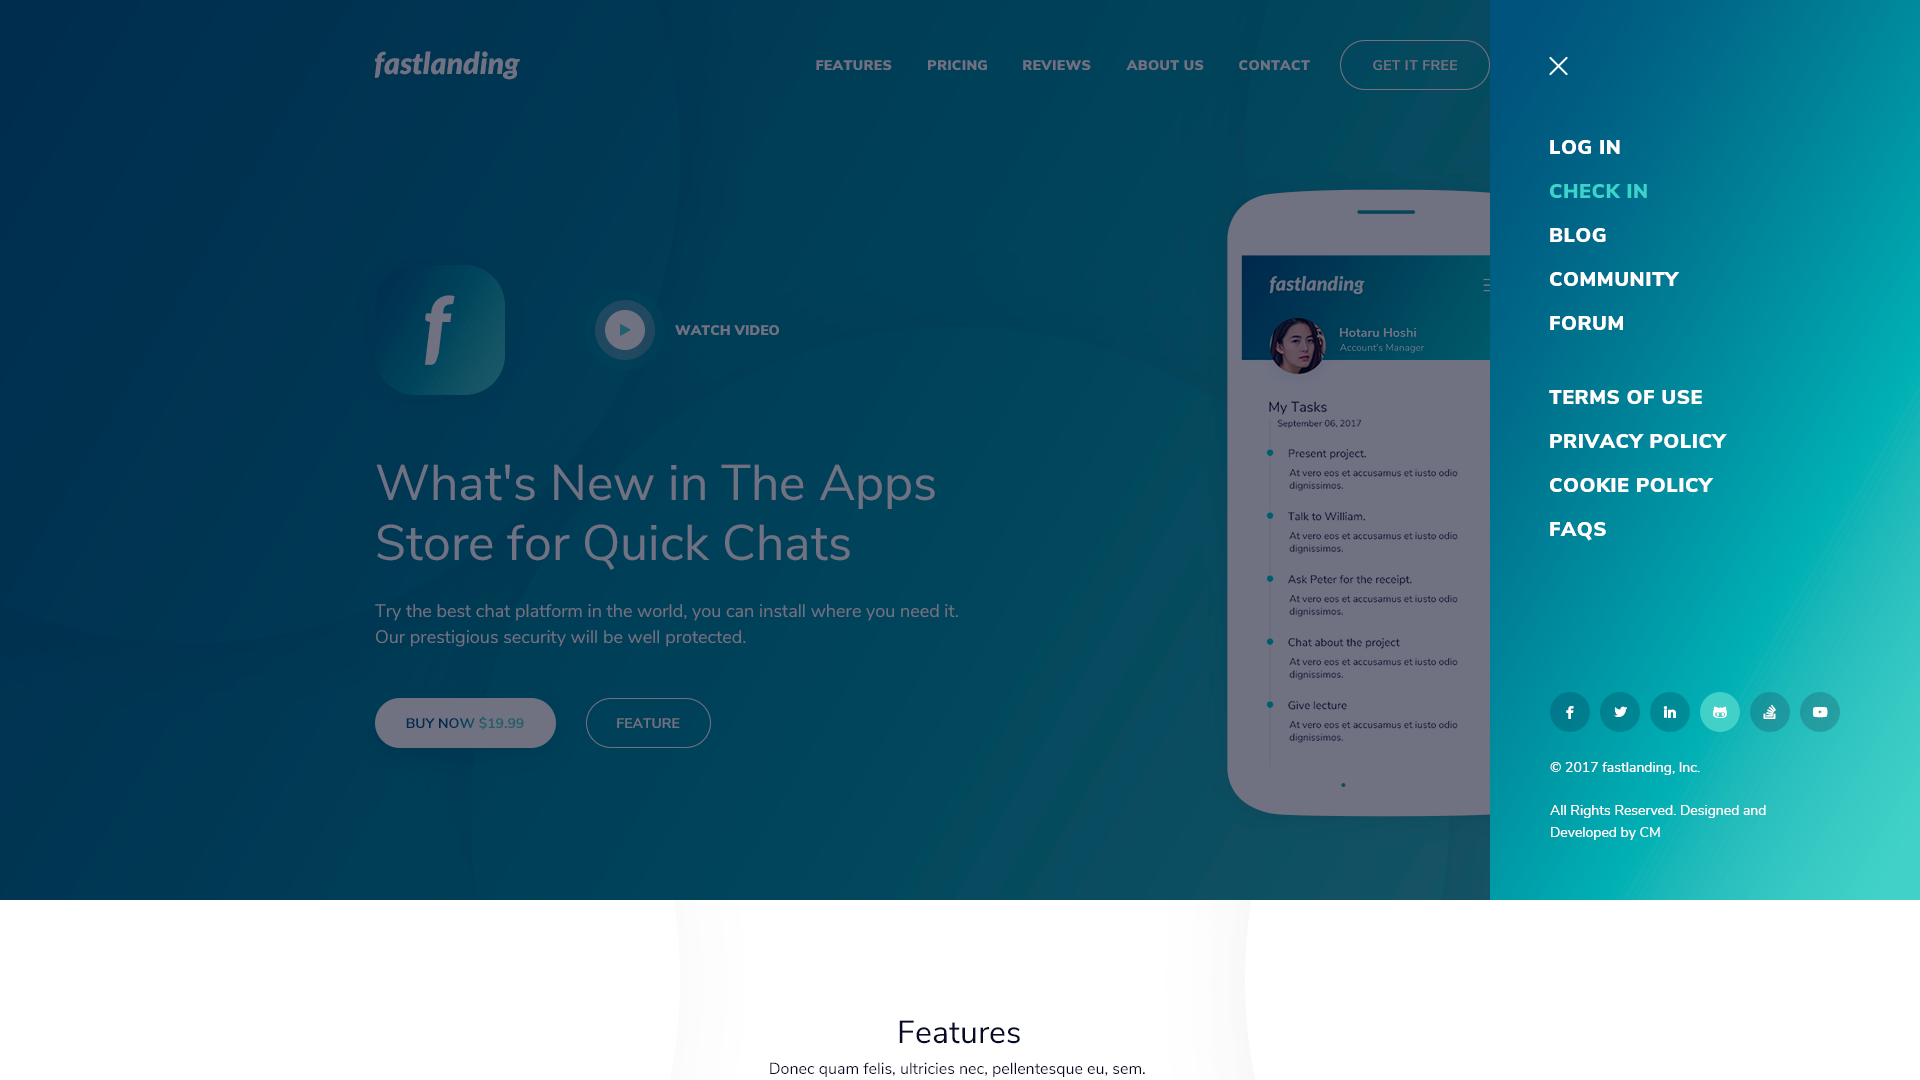 fastlanding
FEATURES PRICING REVIEWS ABOUT US CONTACT GET IT FREE
f
WATCH VIDEO
What's New in The Apps
Store for Quick Chats
Try the best chat platform in the world, you can install where you need it.
Our prestigious security will be well protected.
BUY NOW $19.99 FEATURE
fastlanding
Hotaru Hoshi
Account's Manager
My Tasks
September 06, 2017
Present project.
At vero eos et accusamus et iusto odio
dignissimos.
Talk to William.
At vero eos et accusamus et iusto odio
dignissimos.
Ask Peter for the receipt.
At vero eos et accusamus et iusto odio
dignissimos.
Chat about the project
At vero eos et accusamus et iusto odio
dignissimos.
Give lecture
At vero eos et accusamus et iusto odio
dignissimos.
LOG IN
CHECK IN
BLOG
COMMUNITY
FORUM
TERMS OF USE
PRIVACY POLICY
COOKIE POLICY
FAQS
© 2017 fastlanding, Inc.
All Rights Reserved. Designed and
Developed by CM
Features
Donec quam felis, ultricies nec, pellentesque eu, sem.